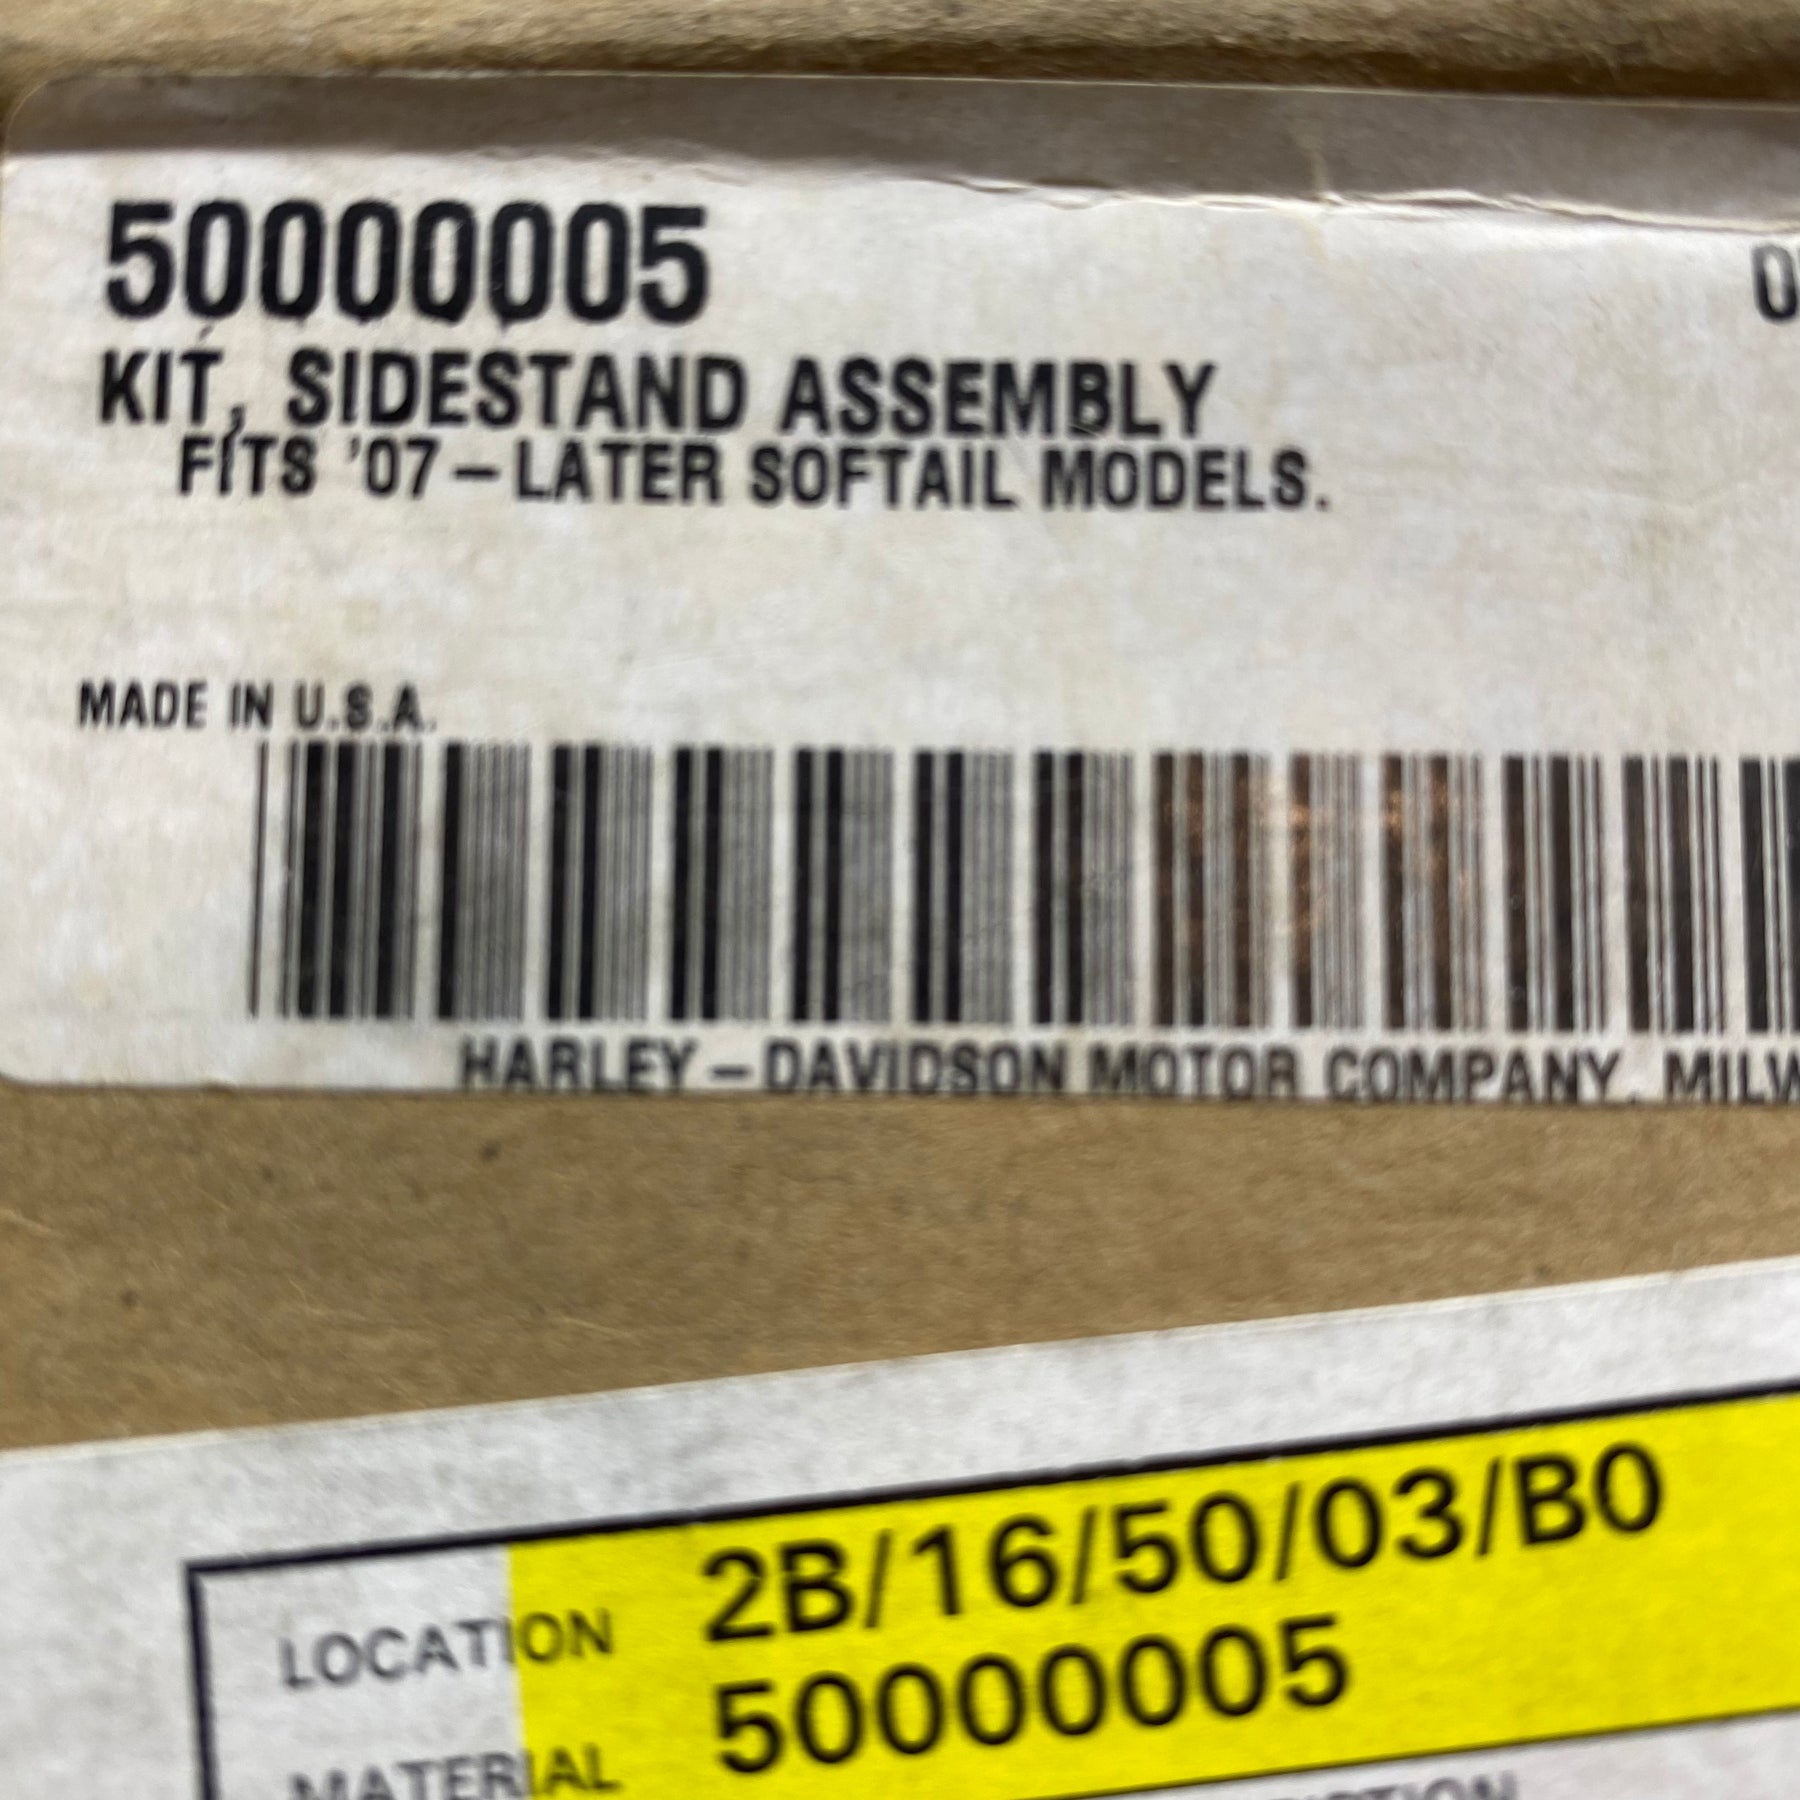 50000005
KIT, SIDESTAND ASSEMBLY
FITS '07-LATER SOFTAIL MODELS.
MADE IN U.S.A.
HARLEY-DAVIDSON MOTOR COMPANY, MILW
LOCATION 2B/16/50/03/B0
MATERIAL 50000005